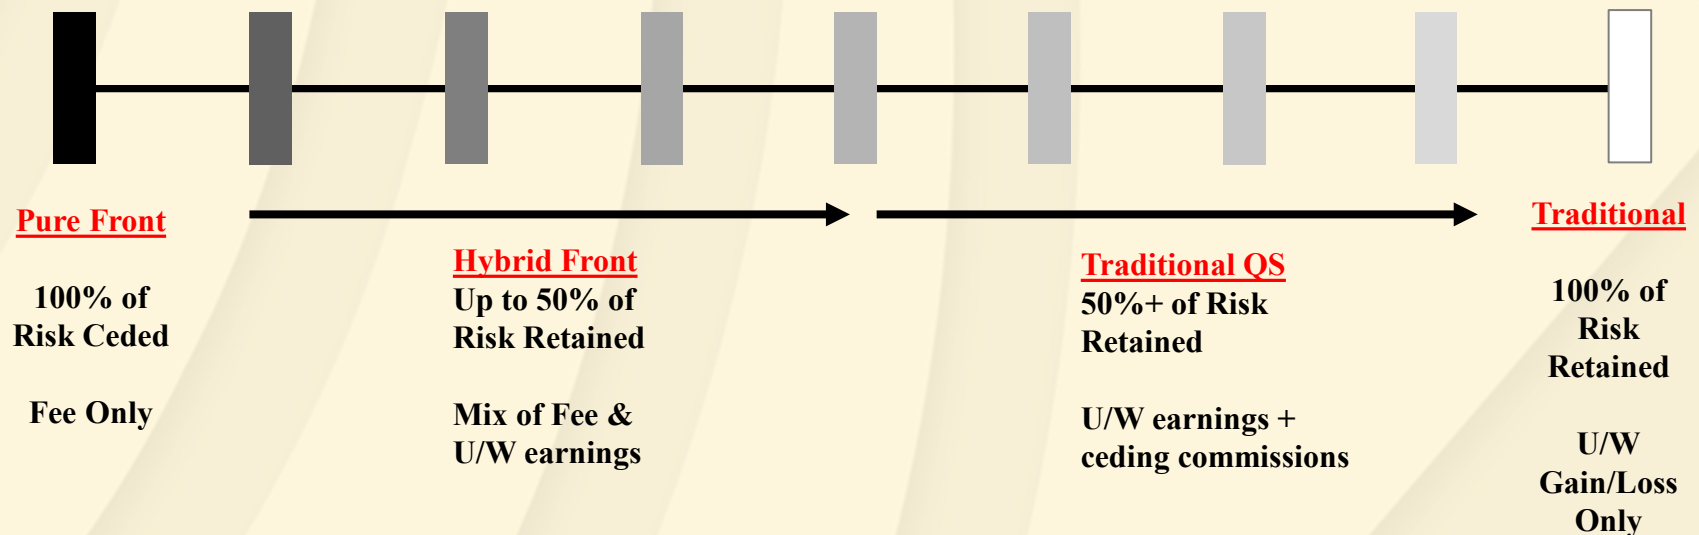 Pure Front
100% of
Risk Ceded
Fee Only
Hybrid Front
Up to 50% of
Risk Retained
Mix of Fee &
U/W earnings
Traditional QS
50%+ of Risk
Retained
U/W earnings +
ceding commissions
Traditional
100% of
Risk
Retained
U/W
Gain/Loss
Only